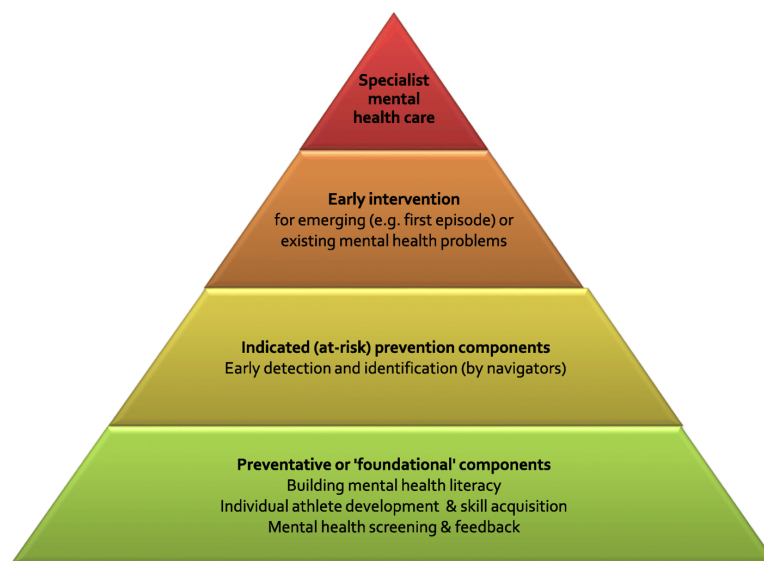 Specialist
mental
health care
Early intervention
for emerging (e.g. first episode) or
existing mental health problems
Indicated (at-risk) prevention components
Early detection and identification (by navigators)
Preventative or 'foundational' components
Building mental health literacy
Individual athlete development & skill acquisition
Mental health screening & feedback